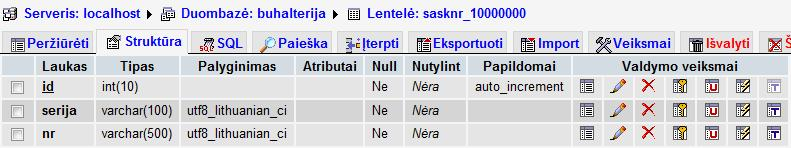 Serveris: localhost Duombazė: buhalterija Lentelė: sasknr_10000000
Peržiūrėti Struktūra SQL Paieška Įterpti Eksportuoti Import Veiksmai Išvalyti
Laukas Tipas Palyginimas Atributai Null Nutylint Papildomai Valdymo veiksmai
id int(10) Ne Nėra auto_increment
serija varchar(100) utf8_lithuanian_ci Ne Nėra
nr varchar(500) utf8_lithuanian_ci Ne Nėra